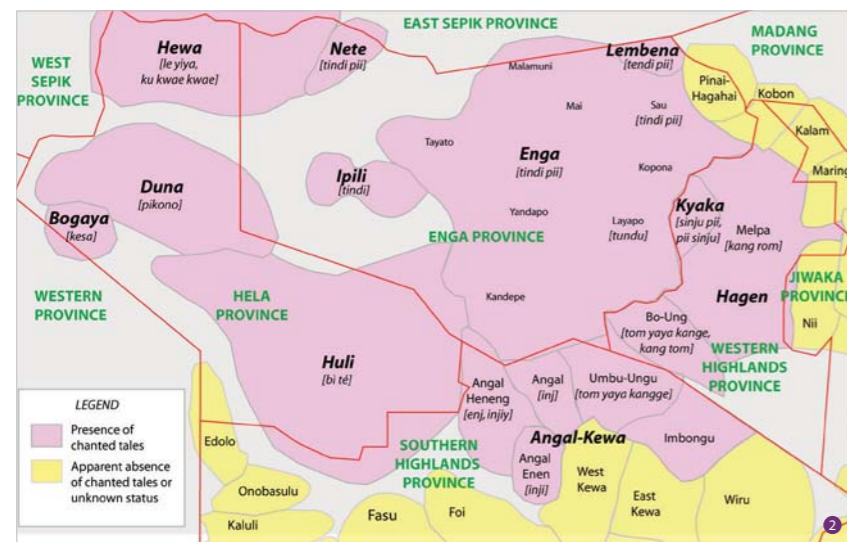 EAST SEPIK PROVINCE
MADANG
PROVINCE
WEST
SEPIK
PROVINCE
Hewa
[le yiya,
ku kwae kwae]
Nete
[tindi pii]
Lembena
[tendi pii]
Malamuni
Pinai-
Hagahai
Kobon
Mai
Sau
[tindi pii]
Kalam
Tayato
Enga
[tindi pii]
Maring
Kopona
Ipili
[tindi]
Duna
[pikono]
Bogaya
[kesa]
Yandapo
Layapo
[tundu]
Kyaka
[sinju pii,
pii sinju]
Melpa
[kang rom]
ENGA PROVINCE
WESTERN
PROVINCE
HELA
PROVINCE
Kandepe
Hagen
JIWAKA
PROVINCE
Nii
Bo-Ung
[tom yaya kange,
kang tom]
WESTERN
HIGHLANDS
PROVINCE
Huli
[bì té]
Angal
Heneng
[enj, injiy]
Angal
[inj]
Umbu-Ungu
[tom yaya kangge]
LEGEND
Presence of
chanted tales
Apparent absence
of chanted tales or
unknown status
Edolo
SOUTHERN
HIGHLANDS
PROVINCE
Angal-Kewa
Imbongu
Angal
Enen
[inji]
West
Kewa
East
Kewa
Wiru
Onobasulu
Kaluli
Fasu
Foi
2